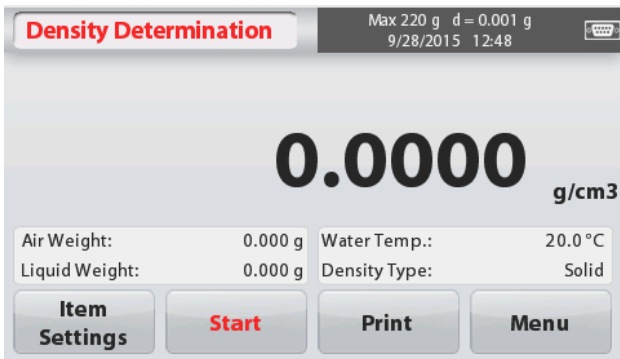 Density Determination
Max 220 g d = 0.001 g
9/28/2015 12:48
0.0000
g/cm3
Air Weight: 0.000 g
Liquid Weight: 0.000 g
Water Temp.: 20.0 °C
Density Type: Solid
Item
Settings
Start
Print
Menu